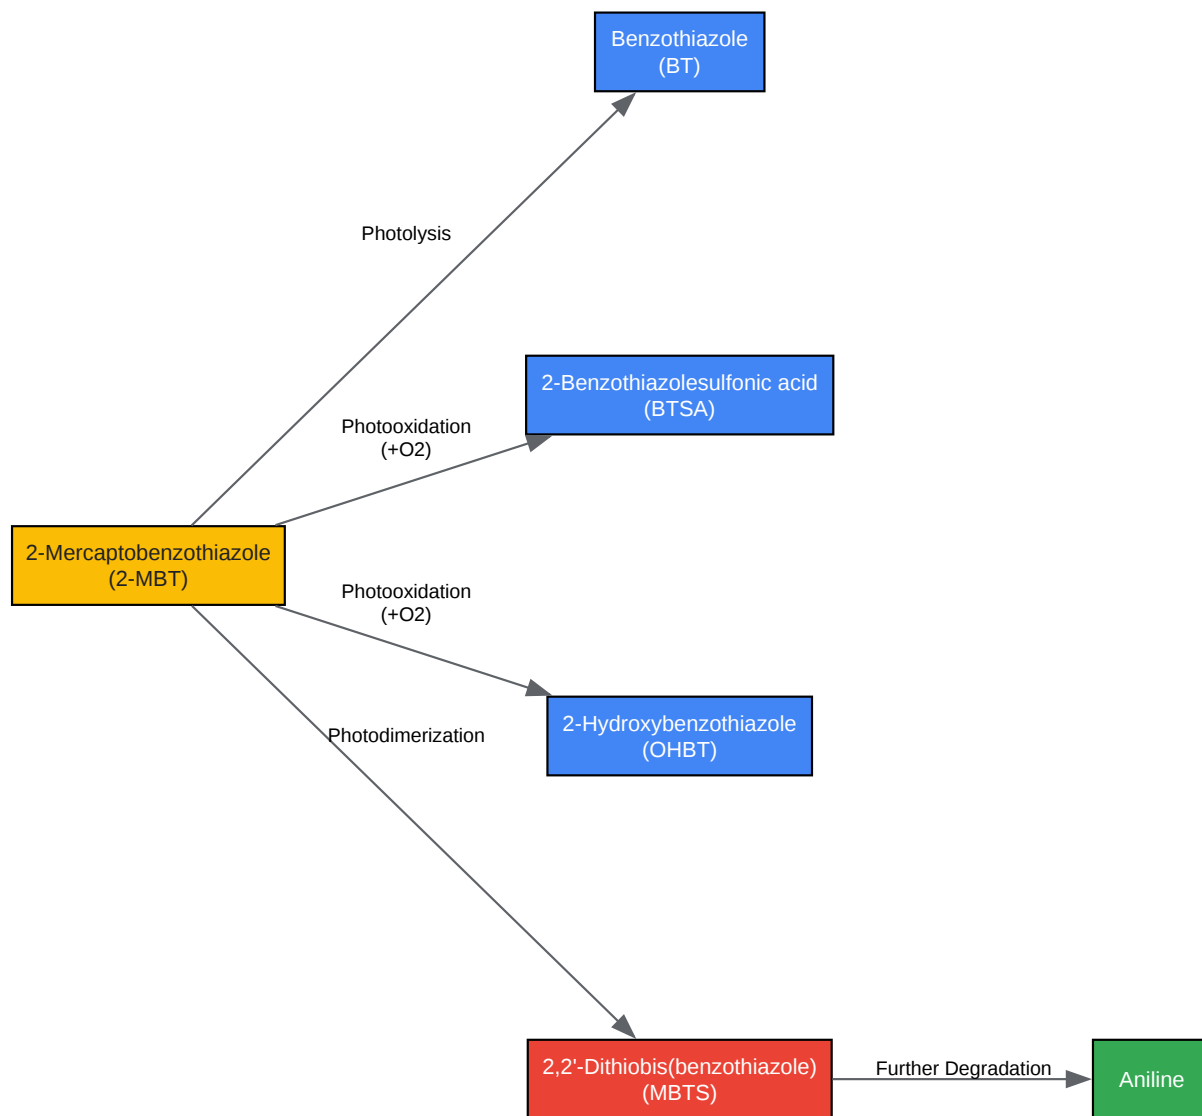 Benzothiazole
(BT)
Photolysis
2-Benzothiazolesulfonic acid
(BTSA)
Photooxidation
(+O2)
2-Mercaptobenzothiazole
(2-MBT)
Photooxidation
(+O2)
2-Hydroxybenzothiazole
(OHBT)
Photodimerization
2,2'-Dithiobis(benzothiazole)
(MBTS)
Further Degradation
Aniline